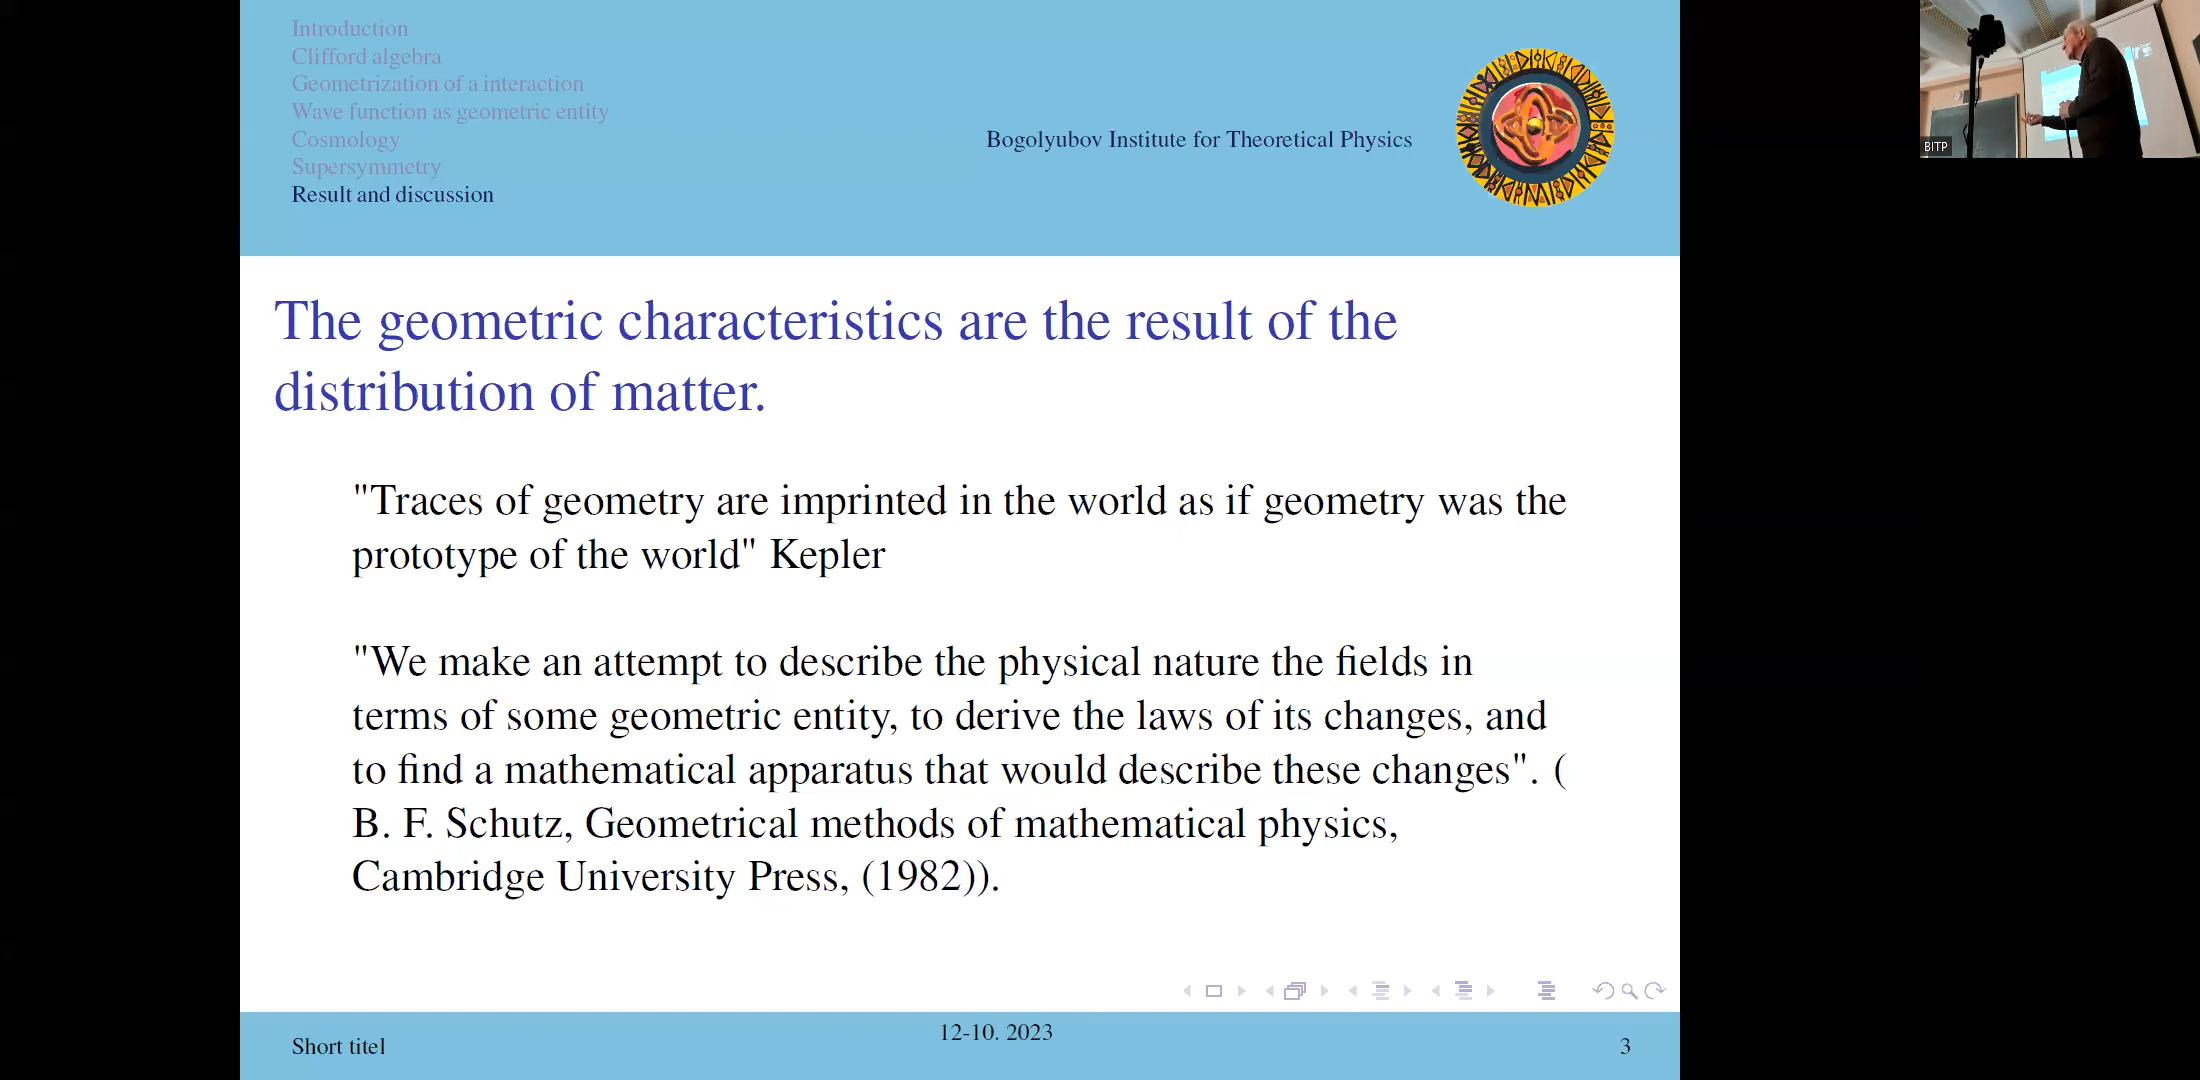 Introduction
Clifford algebra
Geometrization of a interaction
Wave function as geometric entity
Cosmology
Supersymmetry
Result and discussion
Bogolyubov Institute for Theoretical Physics
BITP
The geometric characteristics are the result of the
distribution of matter.
"Traces of geometry are imprinted in the world as if geometry was the
prototype of the world" Kepler
"We make an attempt to describe the physical nature the fields in
terms of some geometric entity, to derive the laws of its changes, and
to find a mathematical apparatus that would describe these changes". (
B. F. Schutz, Geometrical methods of mathematical physics,
Cambridge University Press, (1982)).
Short titel
12-10. 2023
3